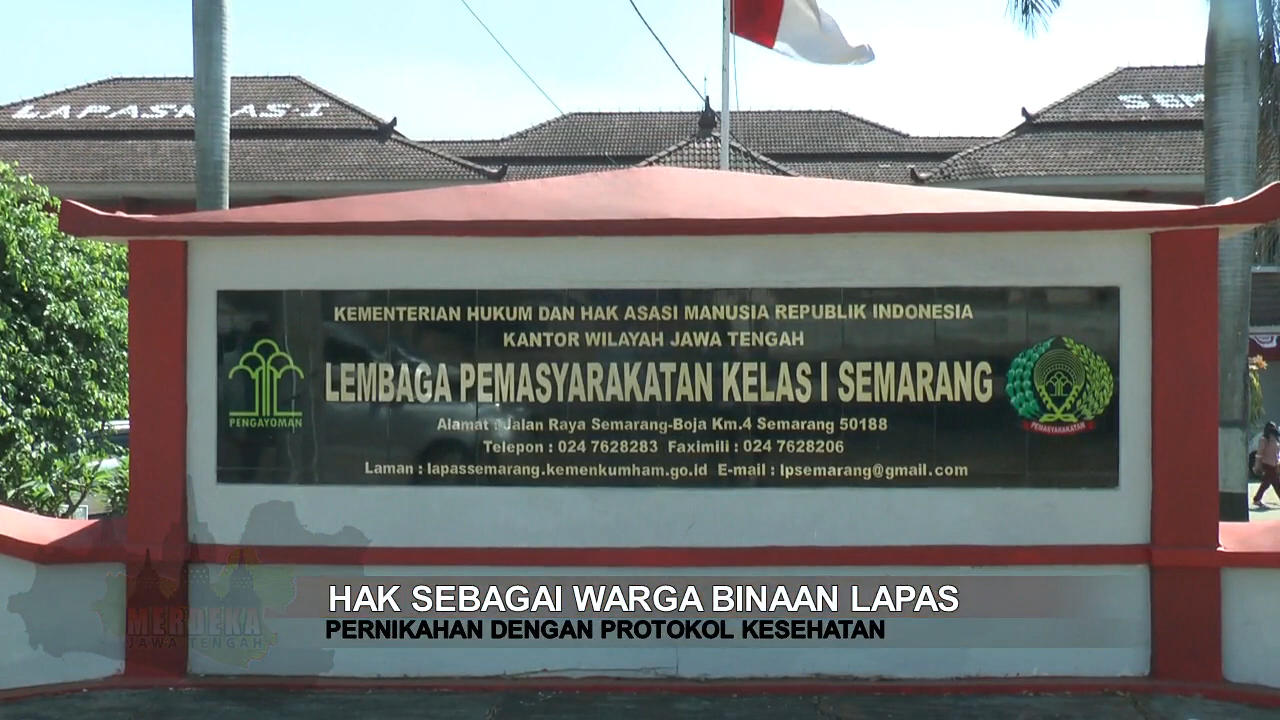 LAPAS KLAS-I
SEM
KEMENTERIAN HUKUM DAN HAK ASASI MANUSIA REPUBLIK INDONESIA
KANTOR WILAYAH JAWA TENGAH
LEMBAGA PEMASYARAKATAN KELAS I SEMARANG
PENGAYOMAN
PEMASYARAKATAN
Alamat : Jalan Raya Semarang-Boja Km.4 Semarang 50188
Telepon : 024 7628283 Faximili : 024 7628206
Laman : lapassemarang.kemenkumham.go.id E-mail : lpsemarang@gmail.com
HAK SEBAGAI WARGA BINAAN LAPAS
PERNIKAHAN DENGAN PROTOKOL KESEHATAN
MERDEKA
JAWA TENGAH